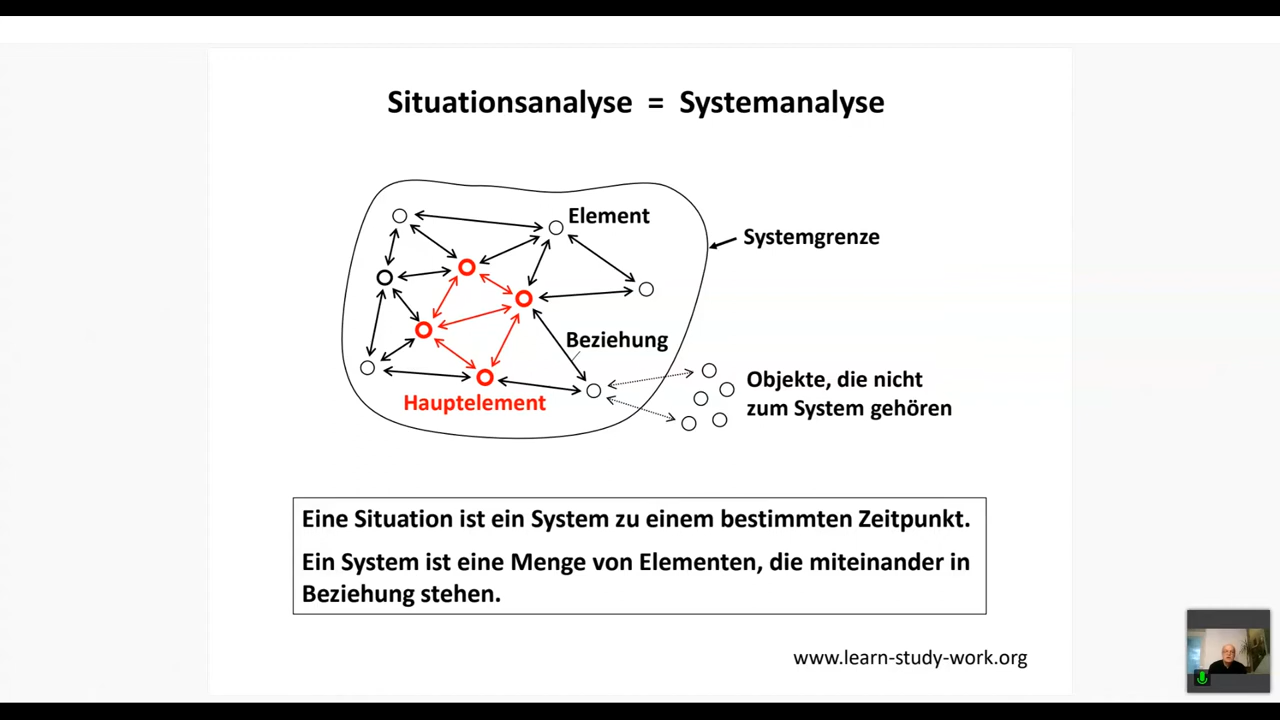 Situationsanalyse = Systemanalyse
Element
Systemgrenze
Beziehung
Objekte, die nicht
zum System gehören
Hauptelement
Eine Situation ist ein System zu einem bestimmten Zeitpunkt.
Ein System ist eine Menge von Elementen, die miteinander in
Beziehung stehen.
www.learn-study-work.org